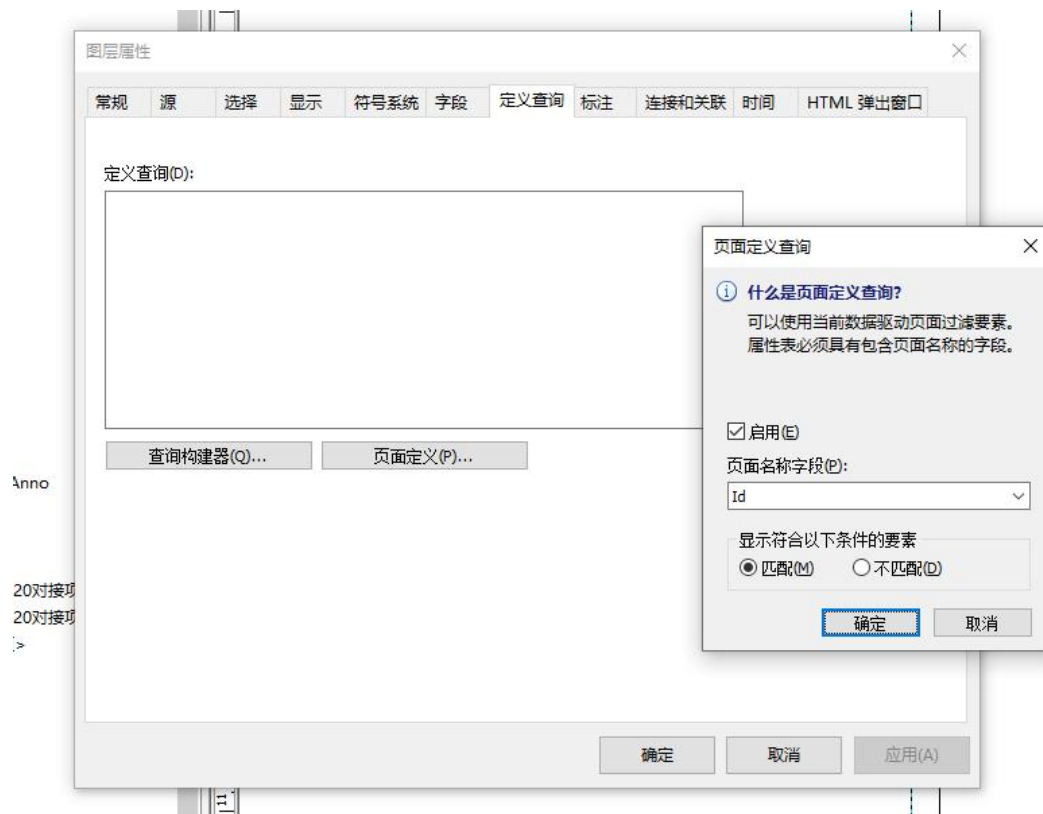 图层属性
常规 源 选择 显示 符号系统 字段 定义查询 标注 连接和关联 时间 HTML 弹出窗口
定义查询(D):
页面定义查询
什么是页面定义查询?
可以使用当前数据驱动页面过滤要素。
属性表必须具有包含页面名称的字段。
启用(E)
查询构建器(Q)... 页面定义(P)...
页面名称字段(P):
Anno
Id
显示符合以下条件的要素
匹配(M) 不匹配(D)
20对接项
20对接项
确定 取消
:>
确定 取消 应用(A)